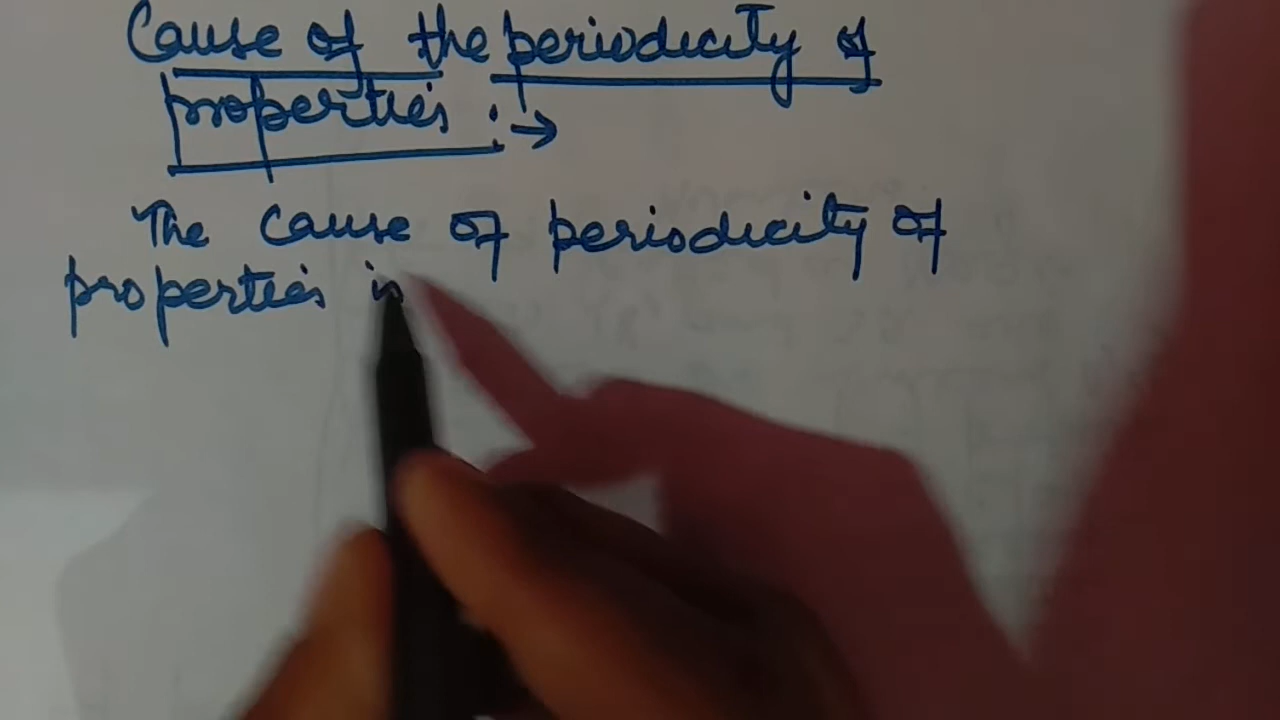 Cause of the periodicity of
properties :→
The cause of periodicity of
properties is